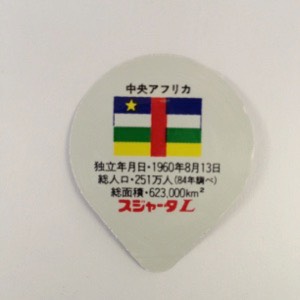 中央アフリカ
独立年月日・1960年8月13日
総人口・251万人(84年調べ)
総面積・623,000km²
スジャータL